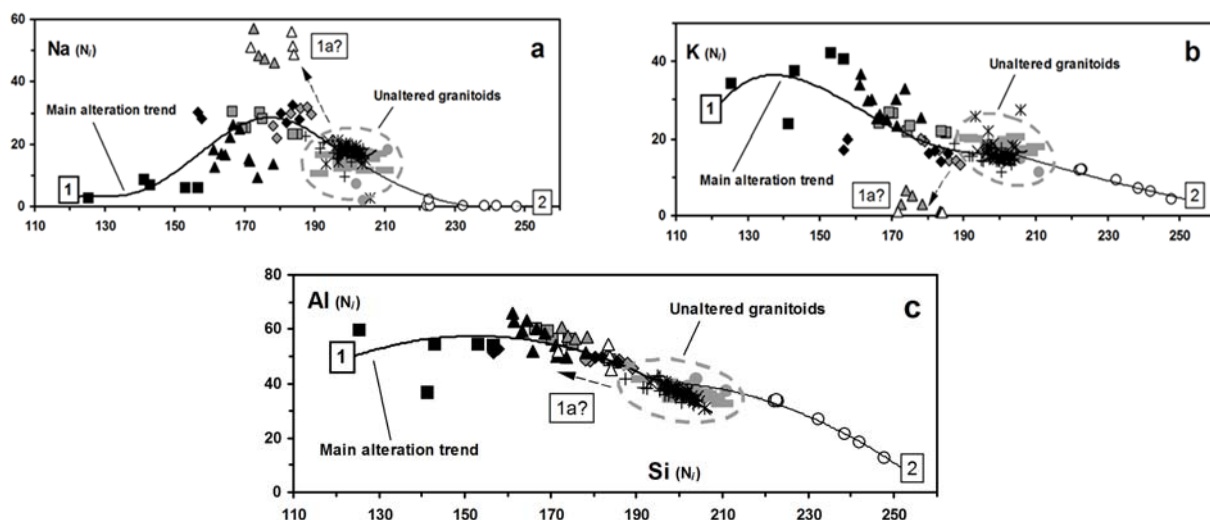 60
40
20
0
Na (Nᵢ)
a
1a?
Unaltered granitoids
Main alteration trend
1
2
110 130 150 170 190 210 230 250
60
40
20
0
K (Nᵢ)
b
Unaltered granitoids
1
Main alteration trend
1a?
2
110 130 150 170 190 210 230 250
80
60
40
20
0
Al (Nᵢ)
c
Unaltered granitoids
1
1a?
Main alteration trend
Si (Nᵢ)
2
110 130 150 170 190 210 230 250